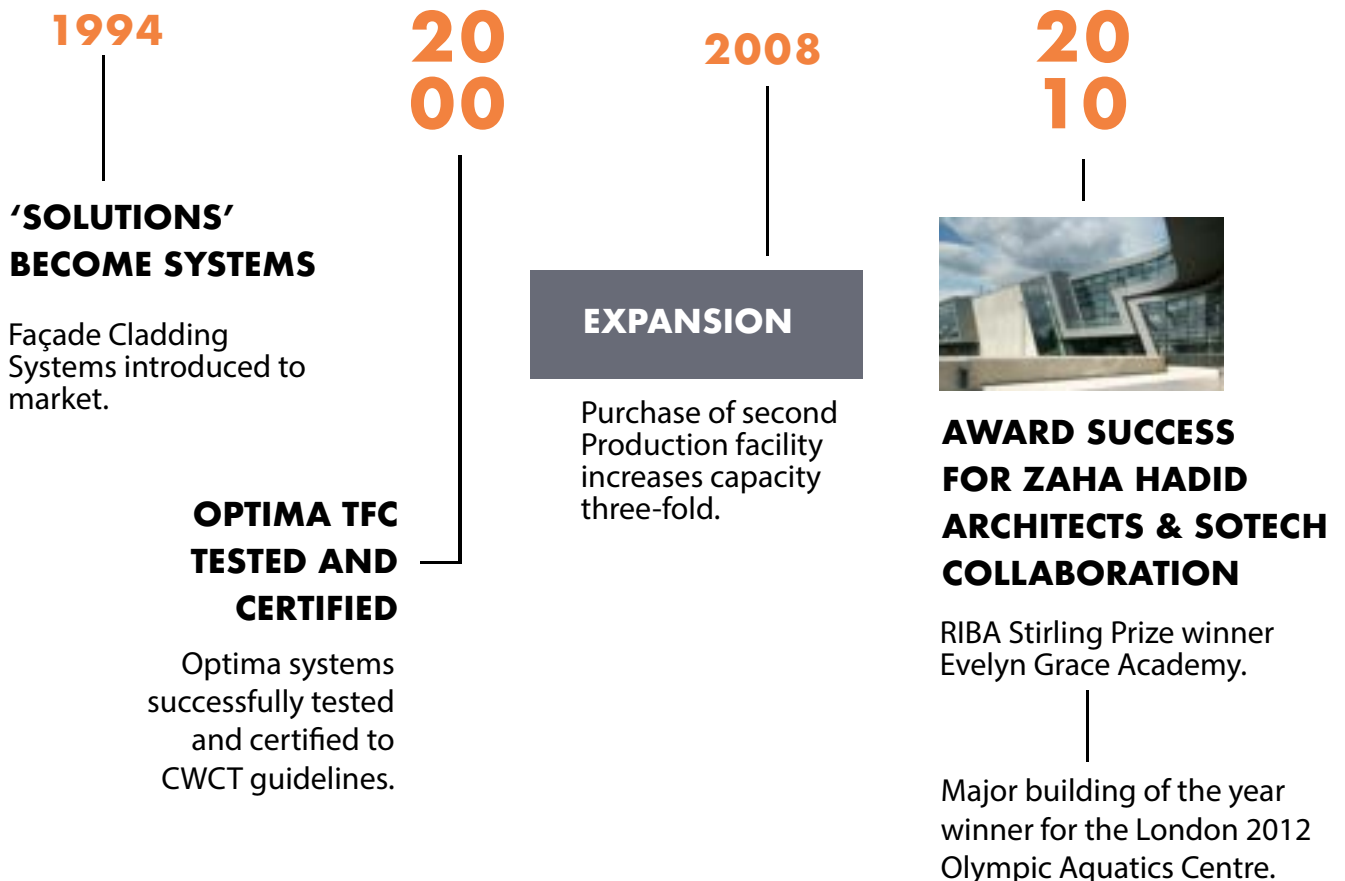 1994
‘SOLUTIONS’
BECOME SYSTEMS
Façade Cladding
Systems introduced to
market.
20
00
OPTIMA TFC
TESTED AND
CERTIFIED
Optima systems
successfully tested
and certified to
CWCT guidelines.
2008
EXPANSION
Purchase of second
Production facility
increases capacity
three-fold.
20
10
AWARD SUCCESS
FOR ZAHA HADID
ARCHITECTS & SOTECH
COLLABORATION
RIBA Stirling Prize winner
Evelyn Grace Academy.
Major building of the year
winner for the London 2012
Olympic Aquatics Centre.